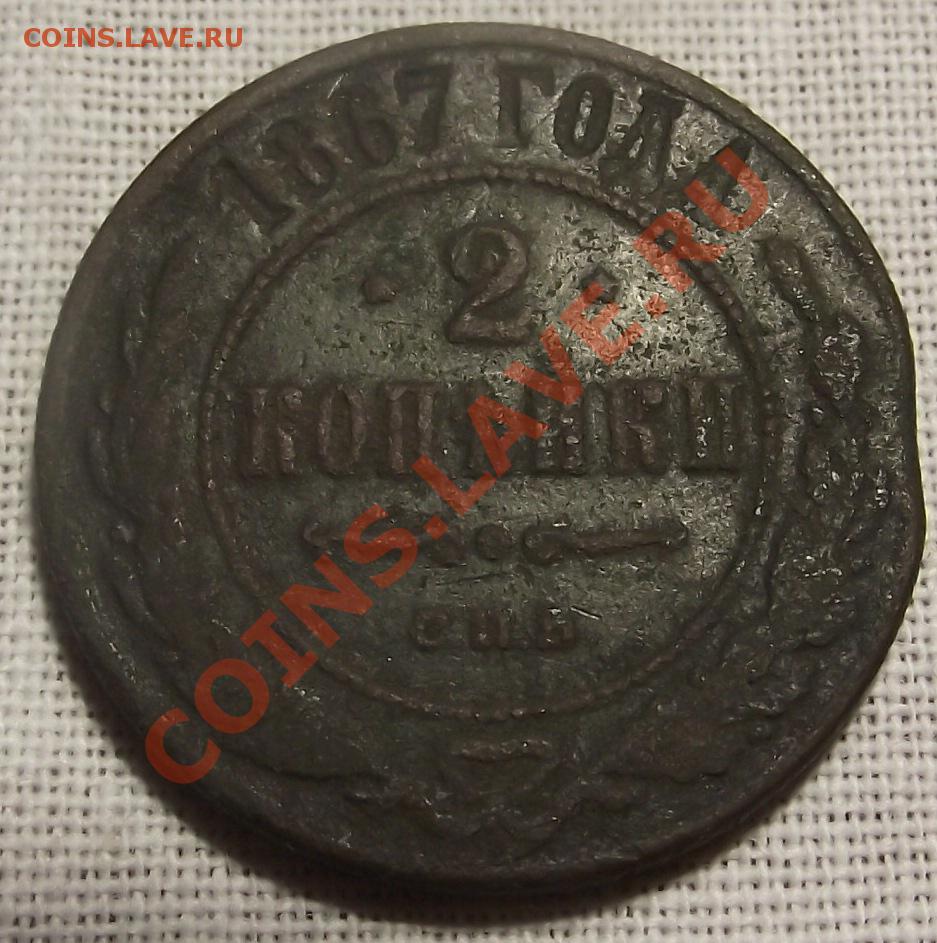 COINS.LAVE.RU
1867 ГОДА
· 2 ·
КОПѢЙКИ
СПБ
COINS.LAVE.RU